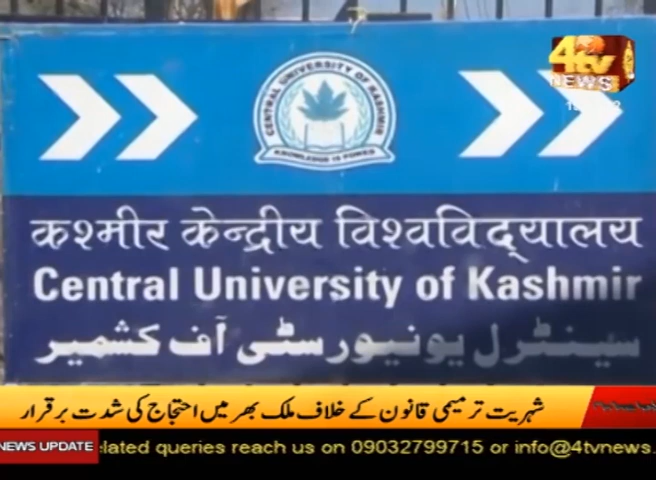 4tv
NEWS
CENTRAL UNIVERSITY OF KASHMIR
KNOWLEDGE IS POWER
कश्मीर केन्द्रीय विश्वविद्यालय
Central University of Kashmir
سینٹرل یونیورسٹی آف کشمیر
شہریت ترمیمی قانون کے خلاف ملک بھر میں احتجاج کی شدت برقرار
NEWS UPDATE
elated queries reach us on 09032799715 or info@4tvnews.